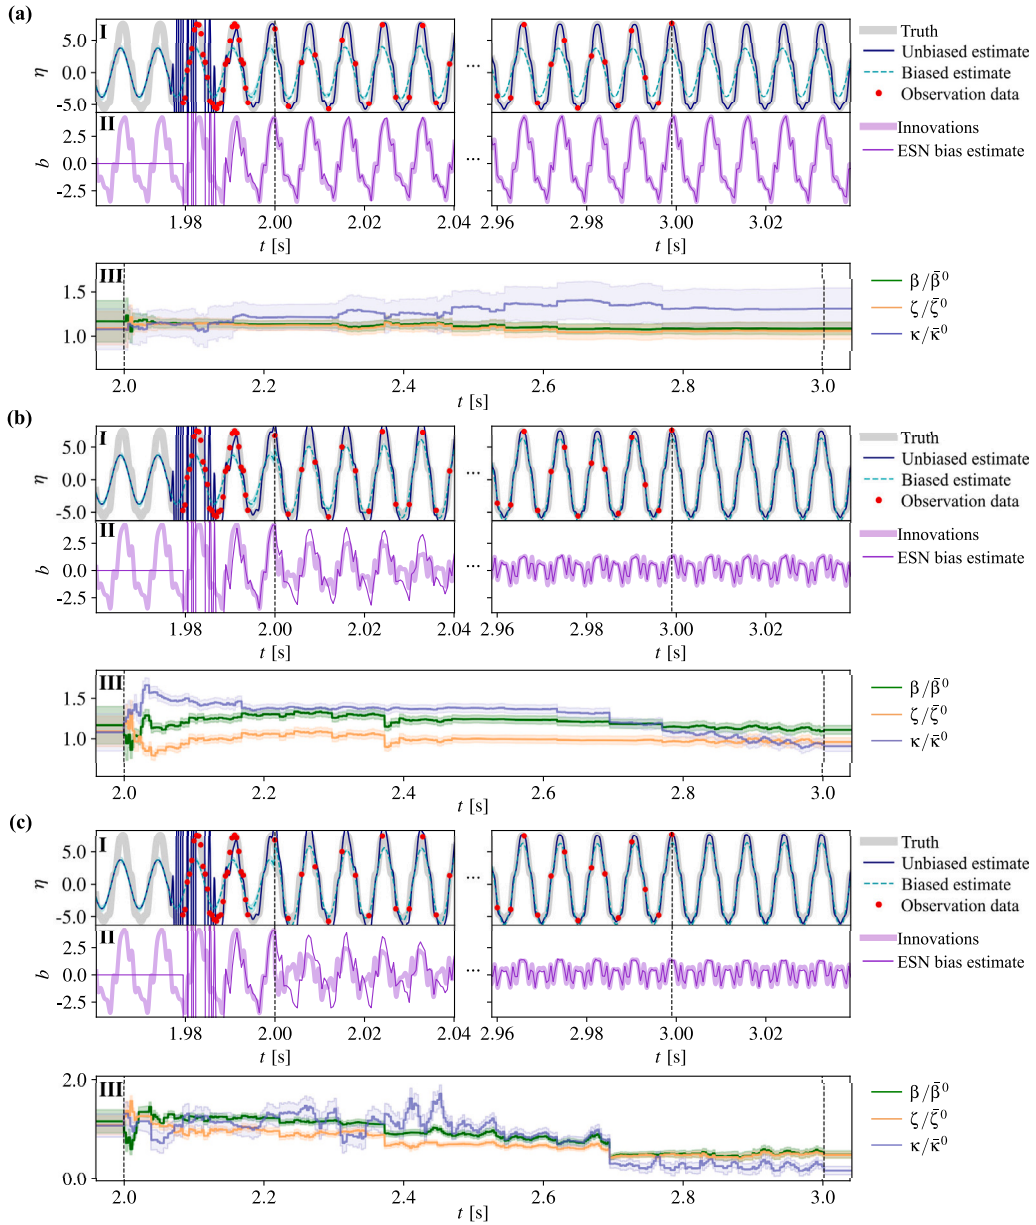 (a)
I
5.0
0.0
−5.0
η
...
Truth
Unbiased estimate
Biased estimate
Observation data
II
2.5
0.0
−2.5
b
...
Innovations
ESN bias estimate
1.98 2.00 2.02 2.04 2.96 2.98 3.00 3.02
t [s] t [s]
III
1.5
1.0
β/β̄⁰
ζ/ζ̄⁰
κ/κ̄⁰
2.0 2.2 2.4 2.6 2.8 3.0
t [s]
(b)
I
5.0
0.0
−5.0
η
...
Truth
Unbiased estimate
Biased estimate
Observation data
II
2.5
0.0
−2.5
b
...
Innovations
ESN bias estimate
1.98 2.00 2.02 2.04 2.96 2.98 3.00 3.02
t [s] t [s]
III
1.5
1.0
β/β̄⁰
ζ/ζ̄⁰
κ/κ̄⁰
2.0 2.2 2.4 2.6 2.8 3.0
t [s]
(c)
I
5.0
0.0
−5.0
η
...
Truth
Unbiased estimate
Biased estimate
Observation data
II
2.5
0.0
−2.5
b
...
Innovations
ESN bias estimate
1.98 2.00 2.02 2.04 2.96 2.98 3.00 3.02
t [s] t [s]
III
2.0
0.0
β/β̄⁰
ζ/ζ̄⁰
κ/κ̄⁰
2.0 2.2 2.4 2.6 2.8 3.0
t [s]